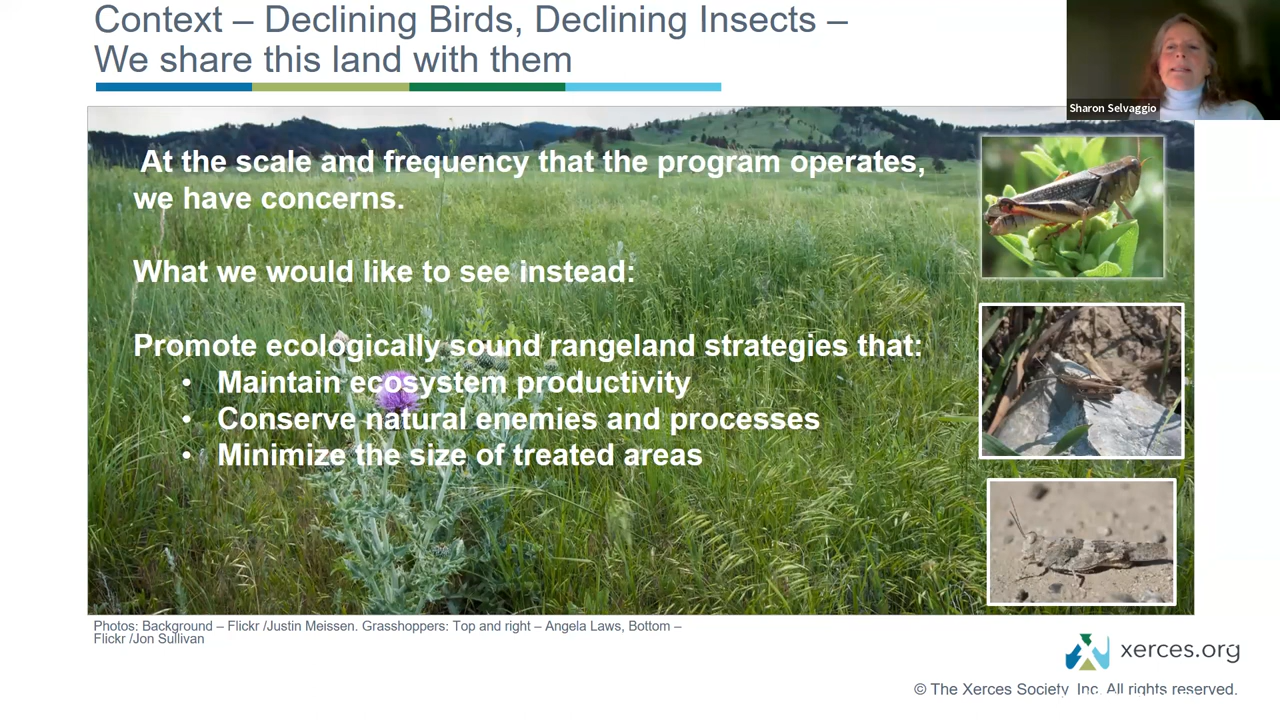 Context – Declining Birds, Declining Insects –
We share this land with them
Sharon Selvaggio
At the scale and frequency that the program operates,
we have concerns.
What we would like to see instead:
Promote ecologically sound rangeland strategies that:
• Maintain ecosystem productivity
• Conserve natural enemies and processes
• Minimize the size of treated areas
Photos: Background – Flickr /Justin Meissen. Grasshoppers: Top and right – Angela Laws, Bottom –
Flickr /Jon Sullivan
xerces.org
© The Xerces Society, Inc. All rights reserved.